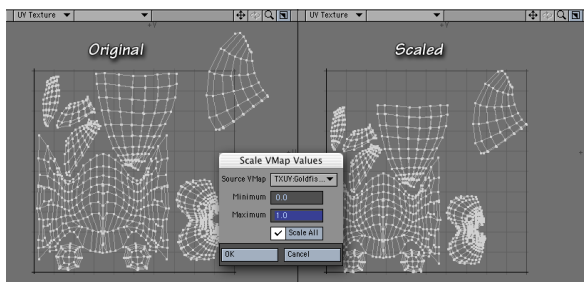 UV Texture
UV Texture
+V
+V
Original
Scaled
Scale VMap Values
Source VMap TXUV:Goldfis...
Minimum 0.0
Maximum 1.0
Scale All
OK Cancel